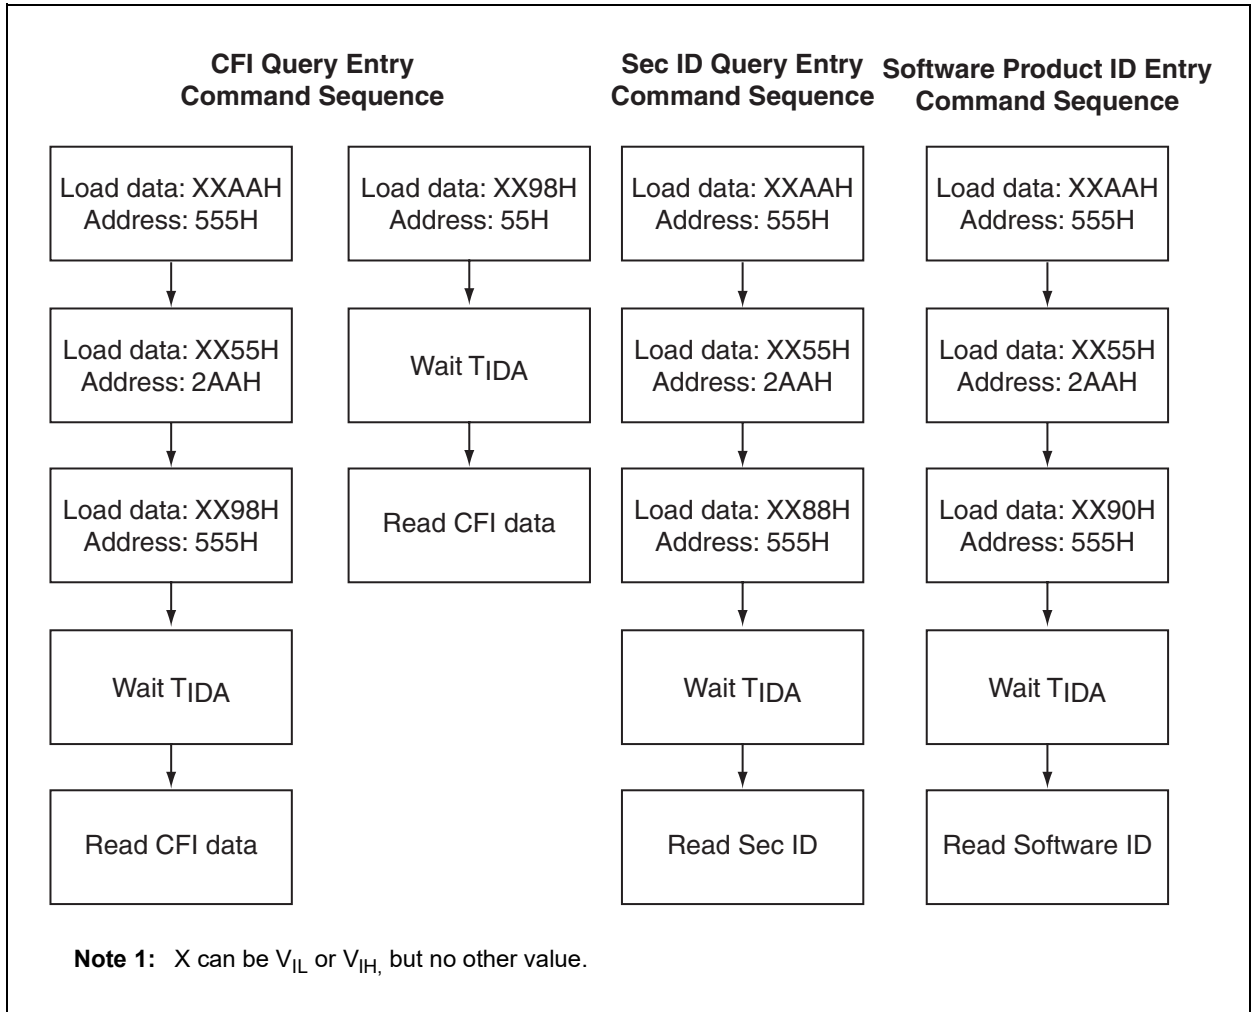 CFI Query Entry
Command Sequence
Load data: XXAAH
Address: 555H
Load data: XX55H
Address: 2AAH
Load data: XX98H
Address: 555H
Wait TIDA
Read CFI data
Load data: XX98H
Address: 55H
Wait TIDA
Read CFI data
Sec ID Query Entry
Command Sequence
Load data: XXAAH
Address: 555H
Load data: XX55H
Address: 2AAH
Load data: XX88H
Address: 555H
Wait TIDA
Read Sec ID
Software Product ID Entry
Command Sequence
Load data: XXAAH
Address: 555H
Load data: XX55H
Address: 2AAH
Load data: XX90H
Address: 555H
Wait TIDA
Read Software ID
Note 1: X can be VIL or VIH, but no other value.